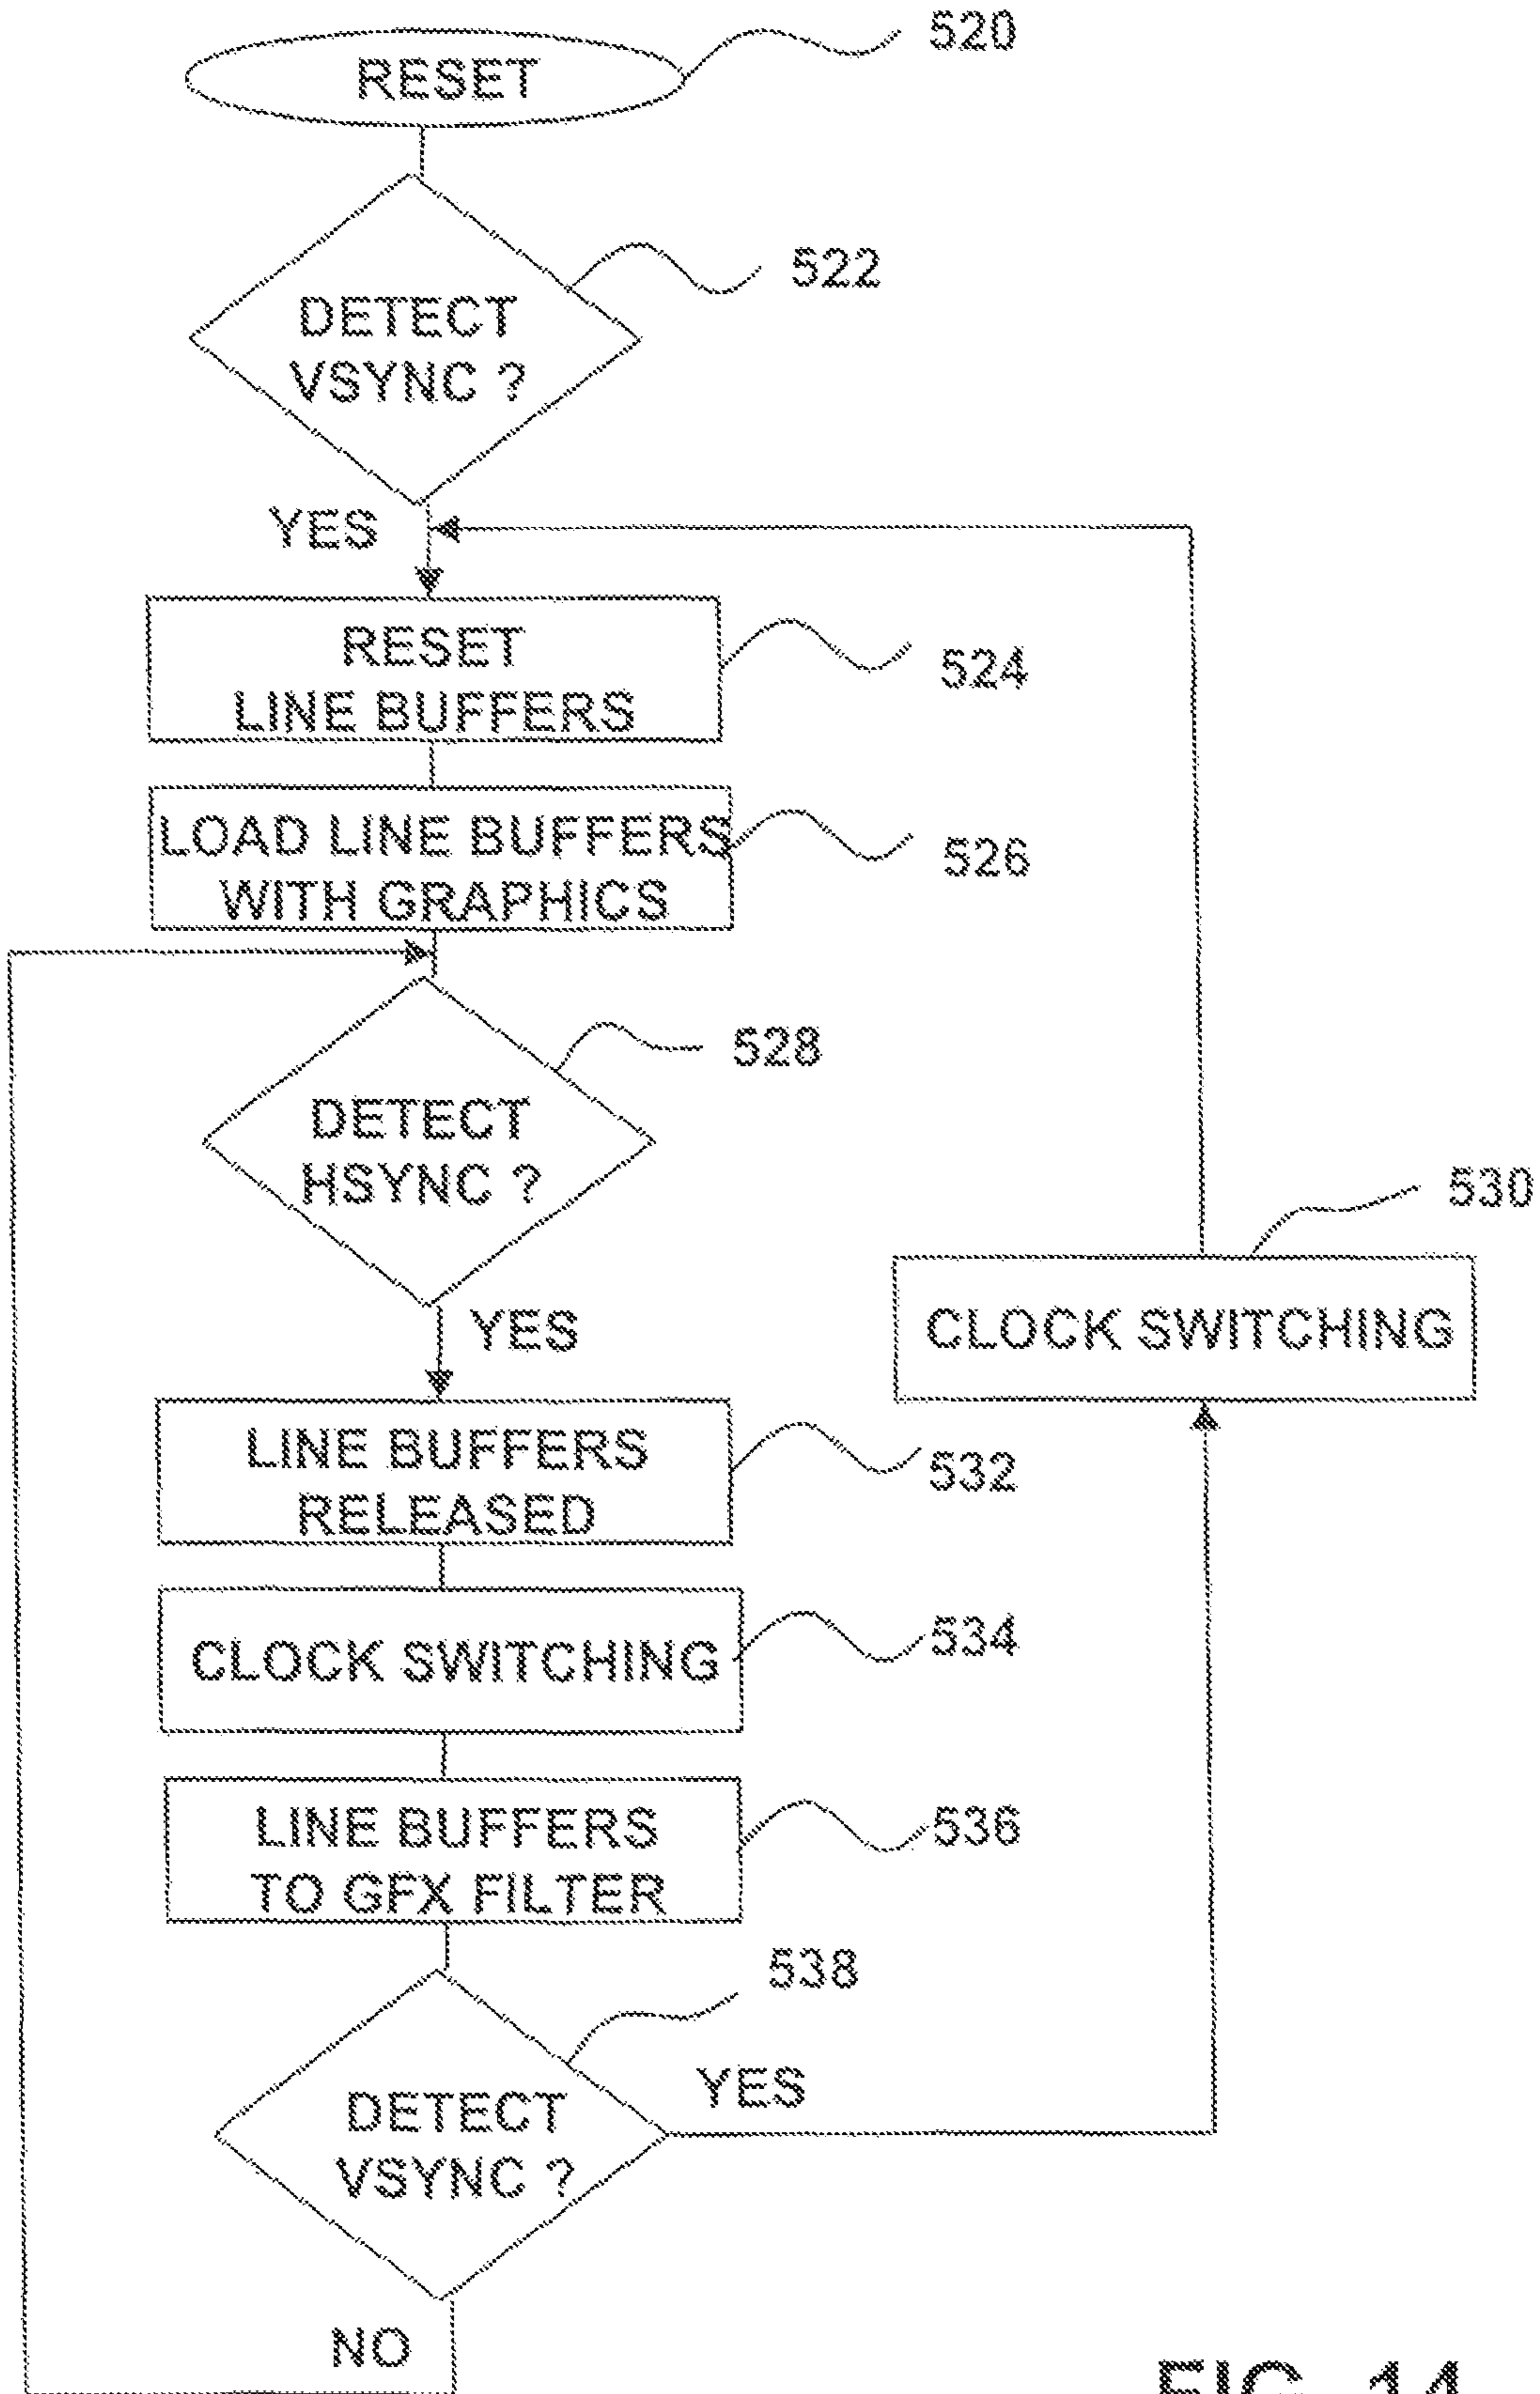 RESET
520
DETECT
VSYNC ?
522
YES
RESET
LINE BUFFERS
524
LOAD LINE BUFFERS
WITH GRAPHICS
526
DETECT
HSYNC ?
528
YES
530
CLOCK SWITCHING
LINE BUFFERS
RELEASED
532
CLOCK SWITCHING
534
LINE BUFFERS
TO GFX FILTER
536
538
DETECT
VSYNC ?
YES
NO
FIG. 14